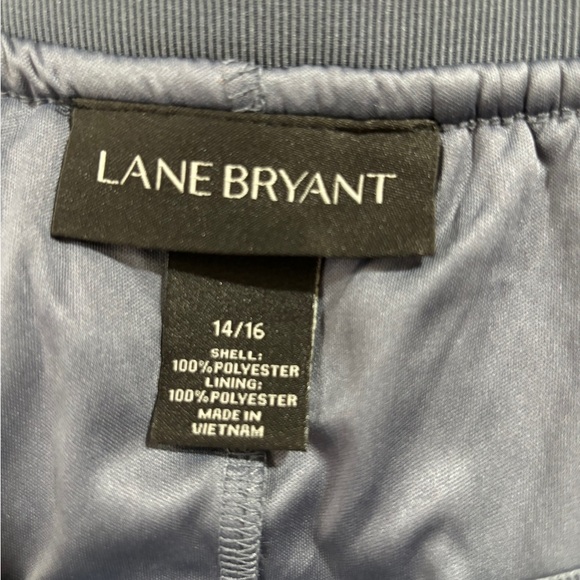 LANE BRYANT
14/16
SHELL:
100%POLYESTER
LINING:
100%POLYESTER
MADE IN
VIETNAM